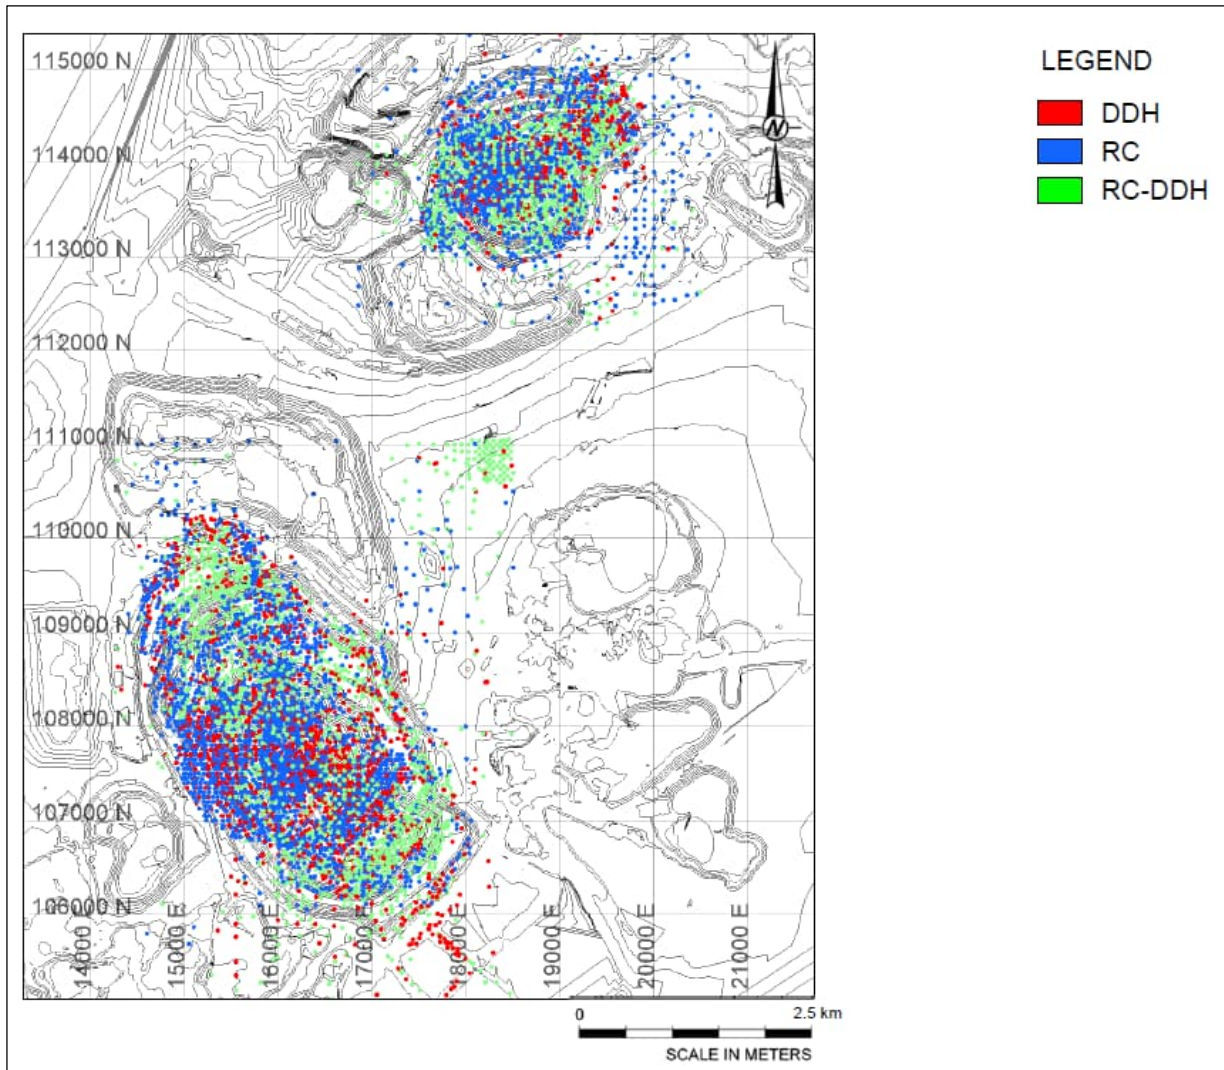 LEGEND
DDH
RC
RC-DDH
N
115000 N
114000 N
113000 N
112000 N
111000 N
110000 N
109000 N
108000 N
107000 N
106000 N
14000 E
15000 E
16000 E
17000 E
18000 E
19000 E
20000 E
21000 E
0 2.5 km
SCALE IN METERS